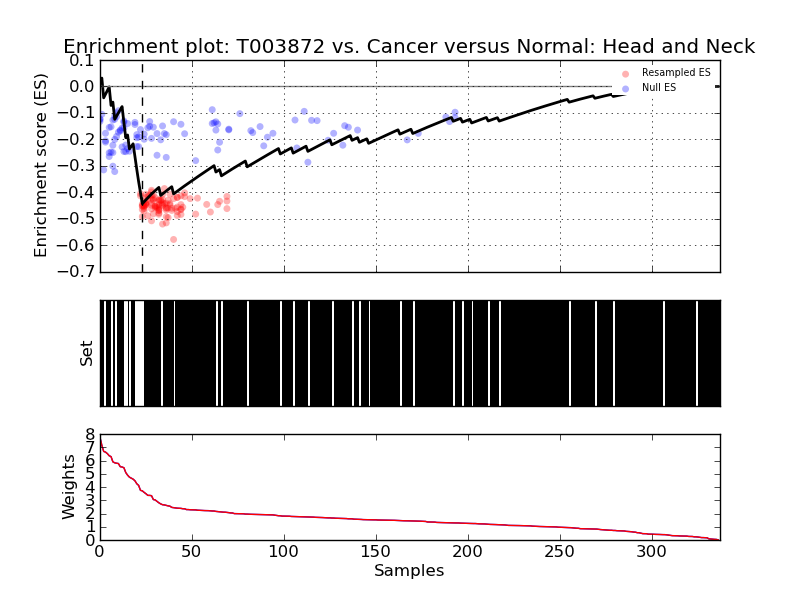 Enrichment plot: T003872 vs. Cancer versus Normal: Head and Neck
Enrichment score (ES)
0.1
0.0
−0.1
−0.2
−0.3
−0.4
−0.5
−0.6
−0.7
Resampled ES
Null ES
Set
Weights
8
7
6
5
4
3
2
1
0
0 50 100 150 200 250 300
Samples